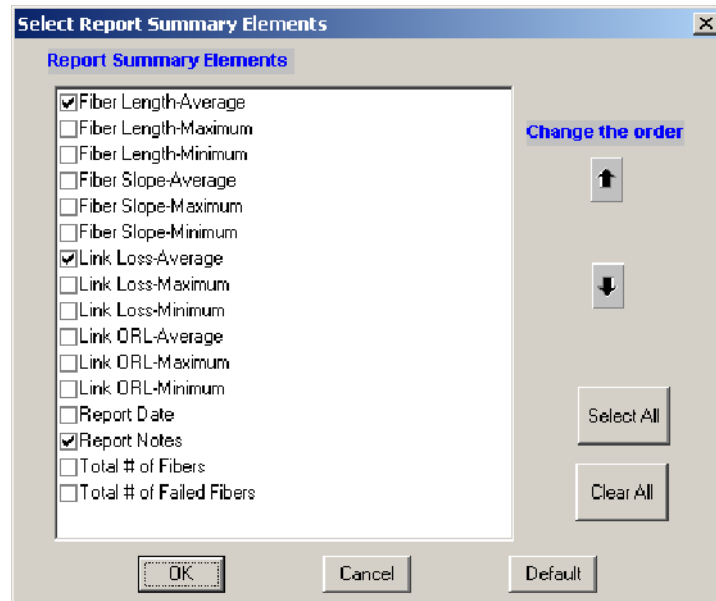 Select Report Summary Elements
Report Summary Elements
Fiber Length-Average
Fiber Length-Maximum
Fiber Length-Minimum
Fiber Slope-Average
Fiber Slope-Maximum
Fiber Slope-Minimum
Link Loss-Average
Link Loss-Maximum
Link Loss-Minimum
Link ORL-Average
Link ORL-Maximum
Link ORL-Minimum
Report Date
Report Notes
Total # of Fibers
Total # of Failed Fibers
Change the order
Select All
Clear All
OK Cancel Default